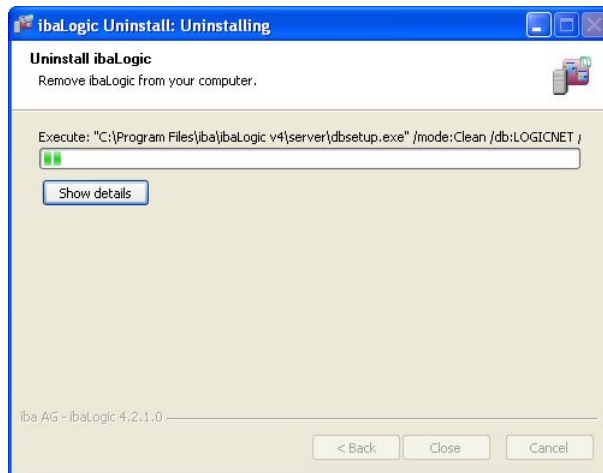 ibaLogic Uninstall: Uninstalling
Uninstall ibaLogic
Remove ibaLogic from your computer.
Execute: "C:\Program Files\iba\ibaLogic v4\server\dbsetup.exe" /mode:Clean /db:LOGICNET /
Show details
iba AG - ibaLogic 4.2.1.0
< Back Close Cancel